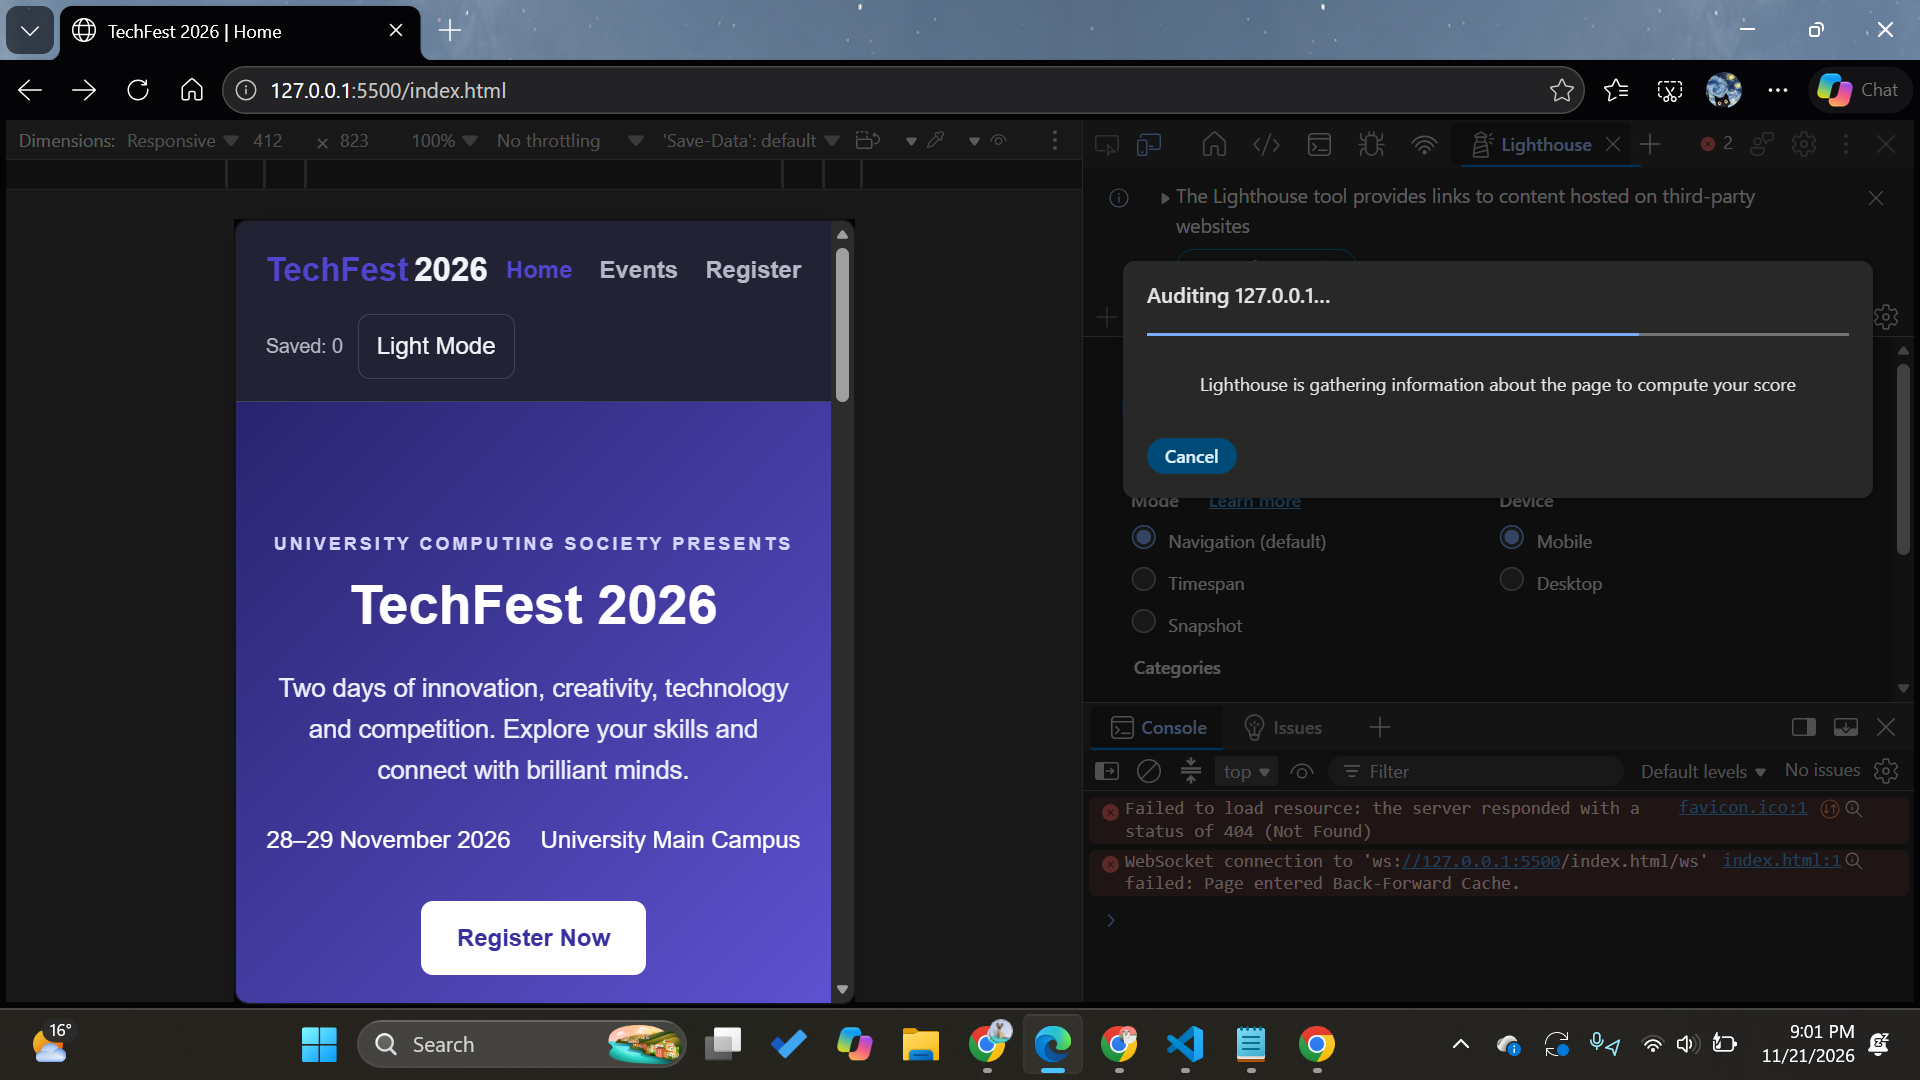 TechFest 2026 | Home
127.0.0.1:5500/index.html
Chat
Dimensions: Responsive 412 × 823 100% No throttling 'Save-Data': default
Lighthouse
2
The Lighthouse tool provides links to content hosted on third-party
websites
TechFest 2026 Home Events Register
Saved: 0 Light Mode
UNIVERSITY COMPUTING SOCIETY PRESENTS
TechFest 2026
Two days of innovation, creativity, technology
and competition. Explore your skills and
connect with brilliant minds.
28–29 November 2026 University Main Campus
Register Now
Auditing 127.0.0.1...
Lighthouse is gathering information about the page to compute your score
Cancel
Mode Learn more Device
Navigation (default) Mobile
Timespan Desktop
Snapshot
Categories
Console Issues
top Filter Default levels No issues
Failed to load resource: the server responded with a favicon.ico:1
status of 404 (Not Found)
WebSocket connection to 'ws://127.0.0.1:5500/index.html/ws' index.html:1
failed: Page entered Back-Forward Cache.
16°
Search
9:01 PM
11/21/2026